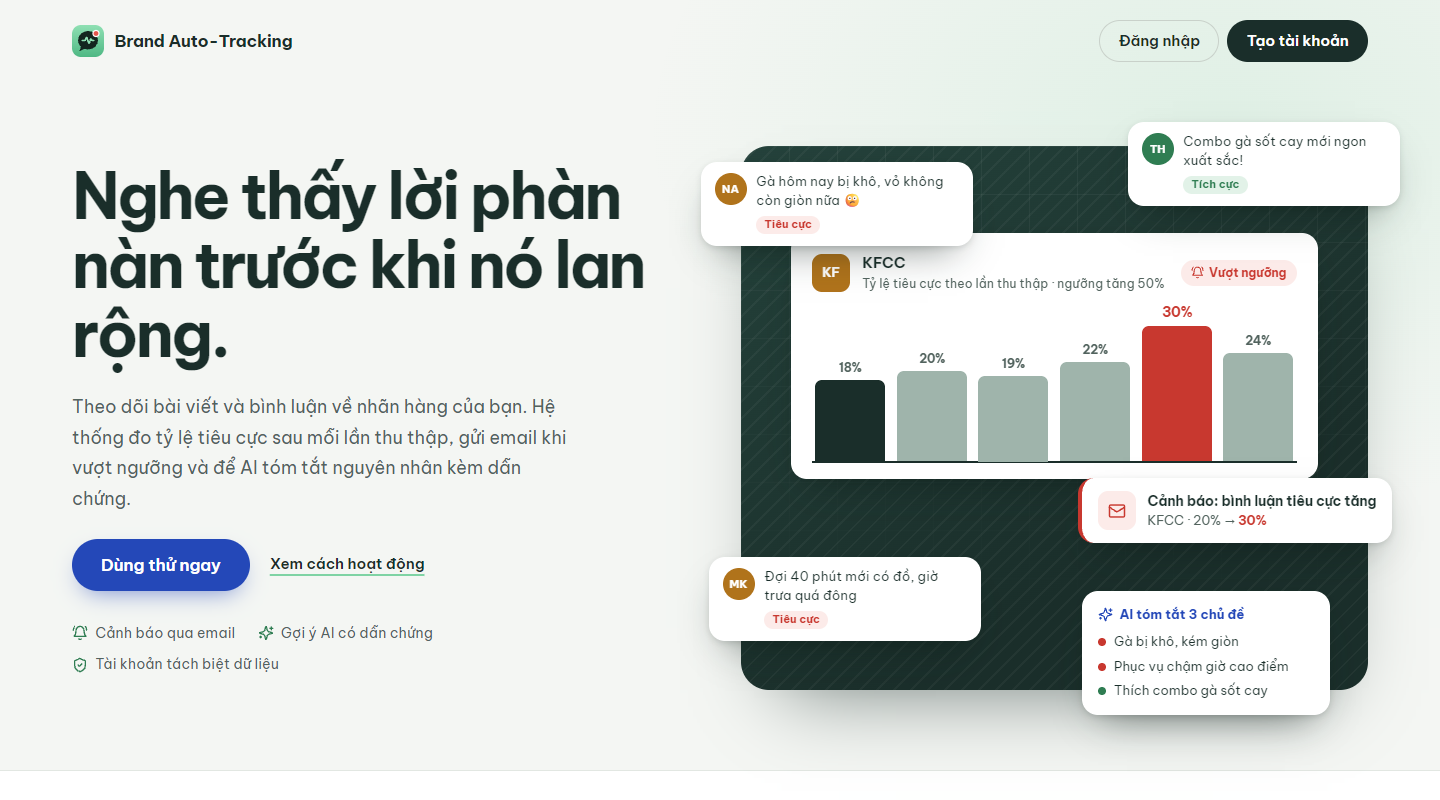 Brand Auto-Tracking
Đăng nhập
Tạo tài khoản
Nghe thấy lời phàn
nàn trước khi nó lan
rộng.
Theo dõi bài viết và bình luận về nhãn hàng của bạn. Hệ
thống đo tỷ lệ tiêu cực sau mỗi lần thu thập, gửi email khi
vượt ngưỡng và để AI tóm tắt nguyên nhân kèm dẫn
chứng.
Dùng thử ngay
Xem cách hoạt động
Cảnh báo qua email
Gợi ý AI có dẫn chứng
Tài khoản tách biệt dữ liệu
NA
Gà hôm nay bị khô, vỏ không
còn giòn nữa 🤪
Tiêu cực
TH
Combo gà sốt cay mới ngon
xuất sắc!
Tích cực
KF
KFCC
Tỷ lệ tiêu cực theo lần thu thập · ngưỡng tăng 50%
Vượt ngưỡng
18%
20%
19%
22%
30%
24%
Cảnh báo: bình luận tiêu cực tăng
KFCC · 20% → 30%
MK
Đợi 40 phút mới có đồ, giờ
trưa quá đông
Tiêu cực
AI tóm tắt 3 chủ đề
Gà bị khô, kém giòn
Phục vụ chậm giờ cao điểm
Thích combo gà sốt cay